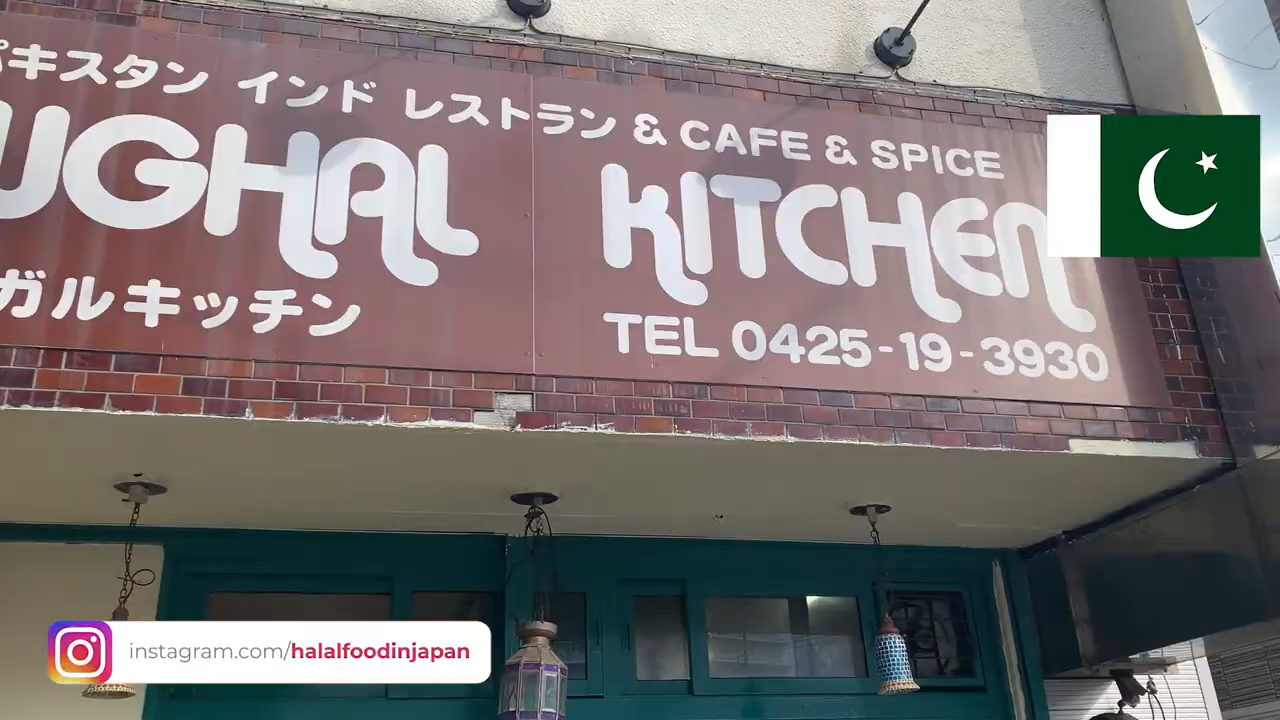 パキスタン インド レストラン & CAFE & SPICE
UGHAL KITCHEN
ガルキッチン
TEL 0425-19-3930
instagram.com/halalfoodinjapan